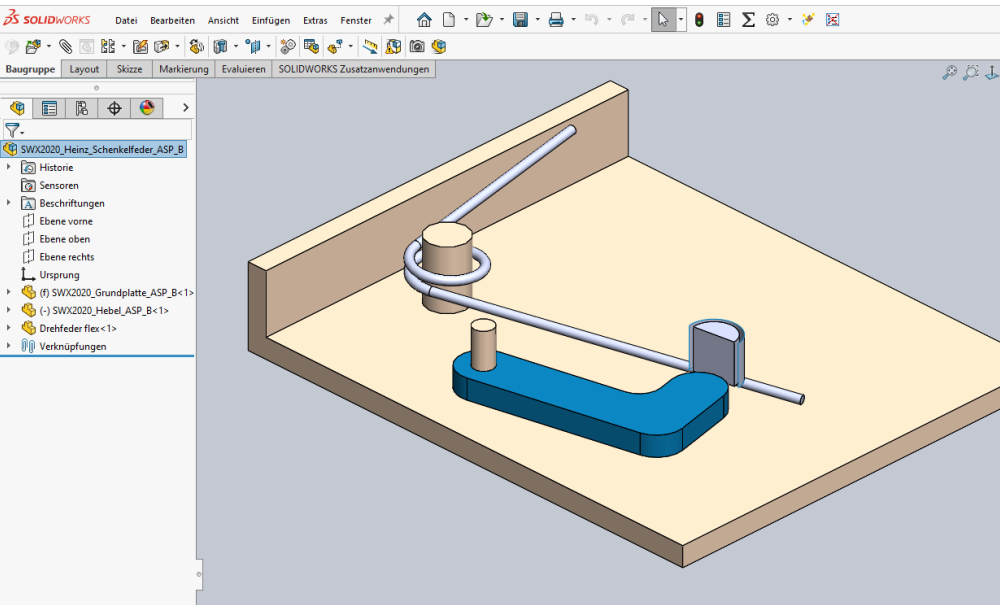 SOLIDWORKS Datei Bearbeiten Ansicht Einfügen Extras Fenster
Baugruppe Layout Skizze Markierung Evaluieren SOLIDWORKS Zusatzanwendungen
SWX2020_Heinz_Schenkelfeder_ASP_B
Historie
Sensoren
Beschriftungen
Ebene vorne
Ebene oben
Ebene rechts
Ursprung
(f) SWX2020_Grundplatte_ASP_B<1>
(-) SWX2020_Hebel_ASP_B<1>
Drehfeder flex<1>
Verknüpfungen